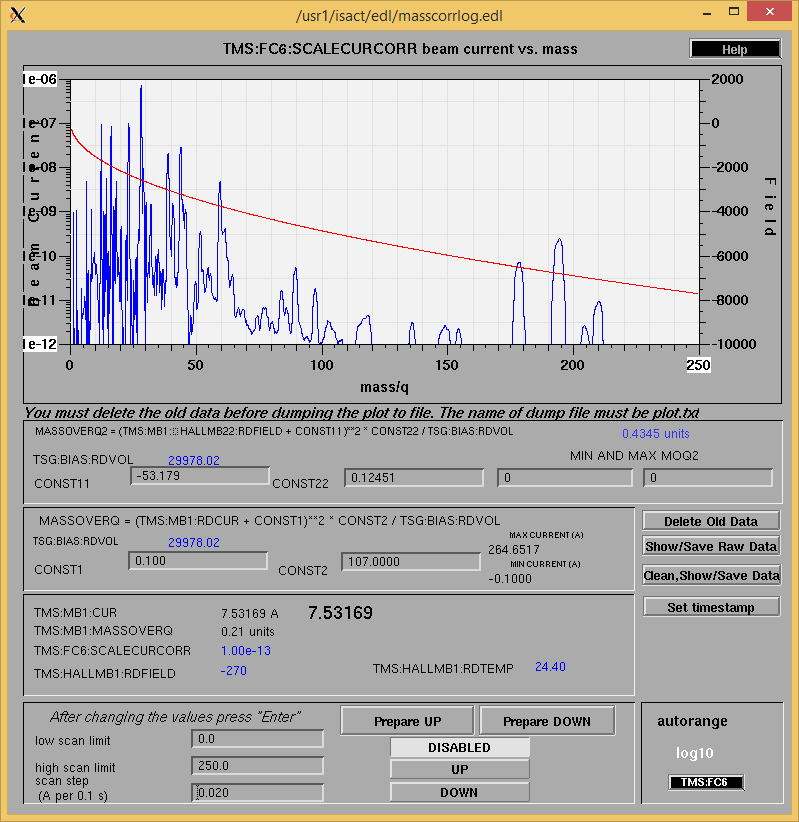 /usr1/isact/edl/masscorrlog.edl
TMS:FC6:SCALECURCORR beam current vs. mass
Help
1e-06
1e-07
1e-08
1e-09
1e-10
1e-11
1e-12
Beam Current
2000
0
-2000
-4000
-6000
-8000
-10000
Field
0 50 100 150 200 250
mass/q
You must delete the old data before dumping the plot to file. The name of dump file must be plot.txt
MASSOVERQ2 = (TMS:MB1: HALLMB22:RDFIELD + CONST11)**2 * CONST22 / TSG:BIAS:RDVOL
0.4345 units
TSG:BIAS:RDVOL 29978.02
MIN AND MAX MOQ2
CONST11 -53.179 CONST22 0.12451 0 0
MASSOVERQ = (TMS:MB1:RDCUR + CONST1)**2 * CONST2 / TSG:BIAS:RDVOL
TSG:BIAS:RDVOL 29978.02
MAX CURRENT (A)
264.6517
MIN CURRENT (A)
-0.1000
CONST1 0.100 CONST2 107.0000
Delete Old Data
Show/Save Raw Data
Clean,Show/Save Data
Set timestamp
TMS:MB1:CUR 7.53169 A 7.53169
TMS:MB1:MASSOVERQ 0.21 units
TMS:FC6:SCALECURCORR 1.00e-13
TMS:HALLMB1:RDFIELD -270
TMS:HALLMB1:RDTEMP 24.40
After changing the values press "Enter"
low scan limit 0.0
high scan limit 250.0
scan step
(A per 0.1 s) 0.020
Prepare UP
Prepare DOWN
DISABLED
UP
DOWN
autorange
log10
TMS:FC6